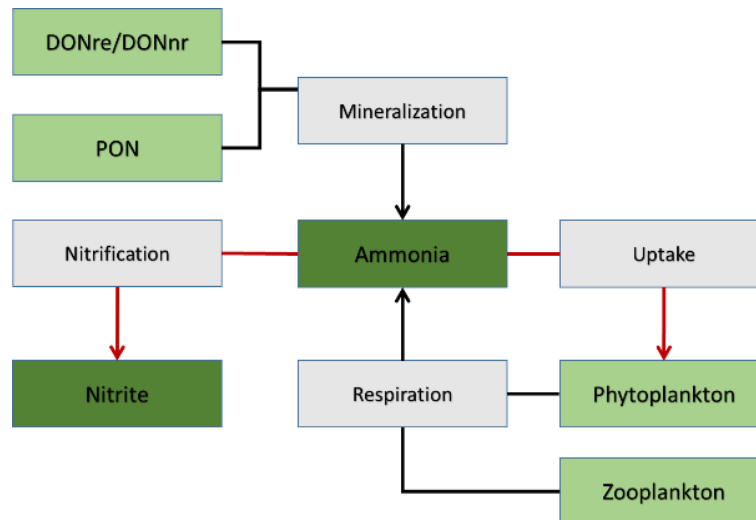 DONre/DONnr
Mineralization
PON
Nitrification
Ammonia
Uptake
Nitrite
Respiration
Phytoplankton
Zooplankton